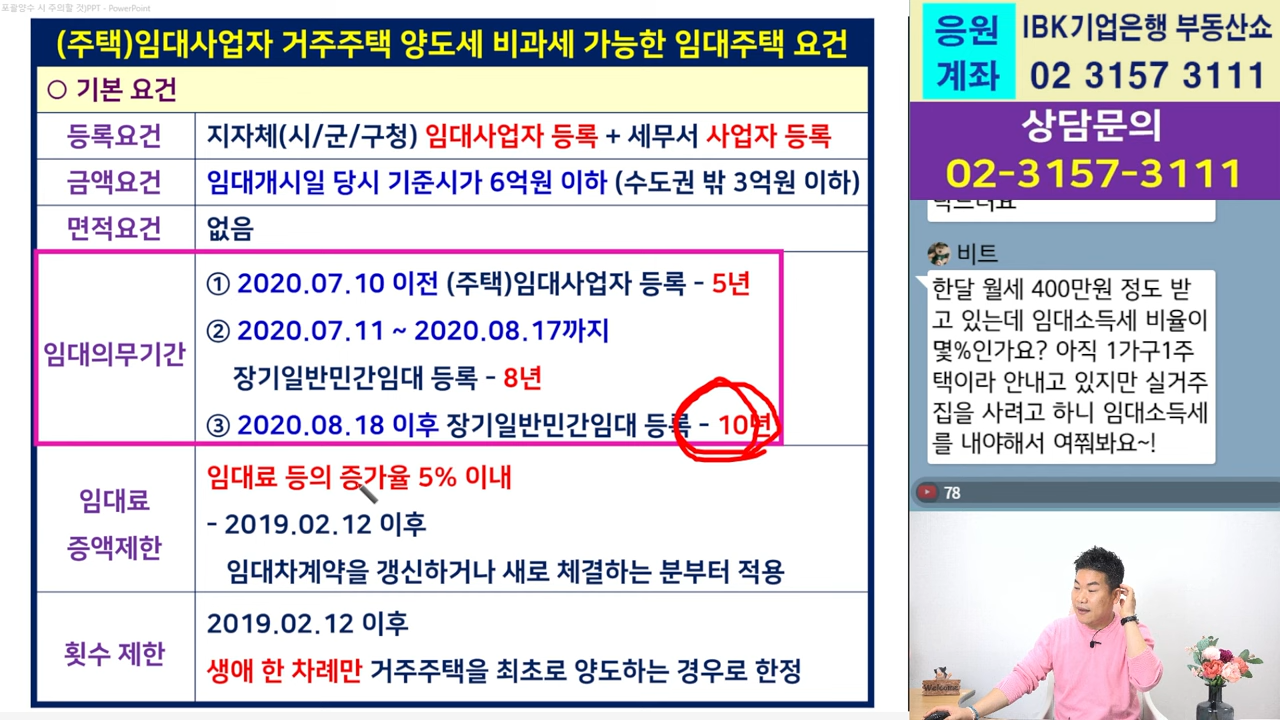 포괄양수 시 주의할 것)PPT - PowerPoint
(주택)임대사업자 거주주택 양도세 비과세 가능한 임대주택 요건
○ 기본 요건
등록요건 지자체(시/군/구청) 임대사업자 등록 + 세무서 사업자 등록
금액요건 임대개시일 당시 기준시가 6억원 이하 (수도권 밖 3억원 이하)
면적요건 없음
임대의무기간
① 2020.07.10 이전 (주택)임대사업자 등록 - 5년
② 2020.07.11 ~ 2020.08.17까지
장기일반민간임대 등록 - 8년
③ 2020.08.18 이후 장기일반민간임대 등록 - 10년
임대료
증액제한
임대료 등의 증가율 5% 이내
- 2019.02.12 이후
임대차계약을 갱신하거나 새로 체결하는 분부터 적용
횟수 제한
2019.02.12 이후
생애 한 차례만 거주주택을 최초로 양도하는 경우로 한정
응원
계좌
IBK기업은행 부동산쇼
02 3157 3111
상담문의
02-3157-3111
비트
한달 월세 400만원 정도 받
고 있는데 임대소득세 비율이
몇%인가요? 아직 1가구1주
택이라 안내고 있지만 실거주
집을 사려고 하니 임대소득세
를 내야해서 여쭤봐요~!
78
Welcome